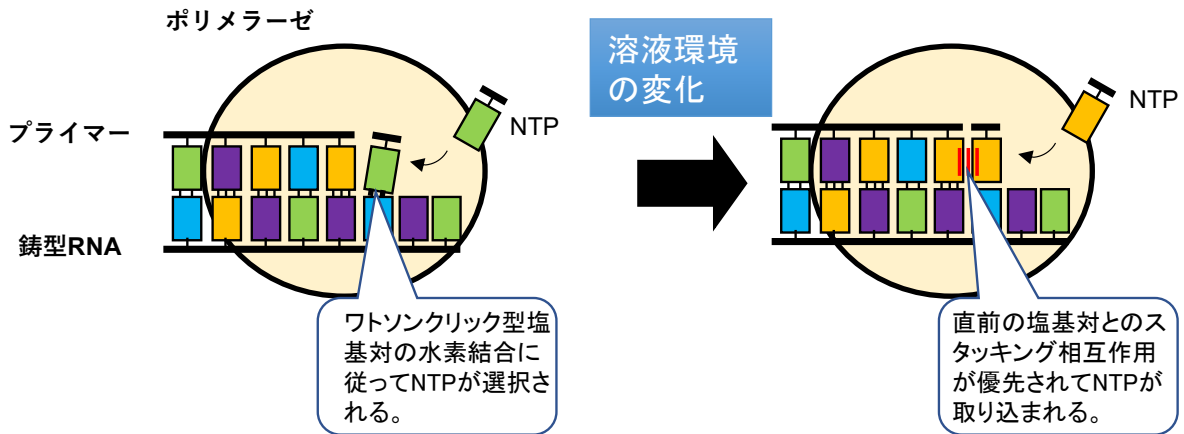 ポリメラーゼ
プライマー
NTP
鋳型RNA
ワトソンクリック型塩
基対の水素結合に
従ってNTPが選択さ
れる。
溶液環境
の変化
NTP
直前の塩基対とのス
タッキング相互作用
が優先されてNTPが
取り込まれる。